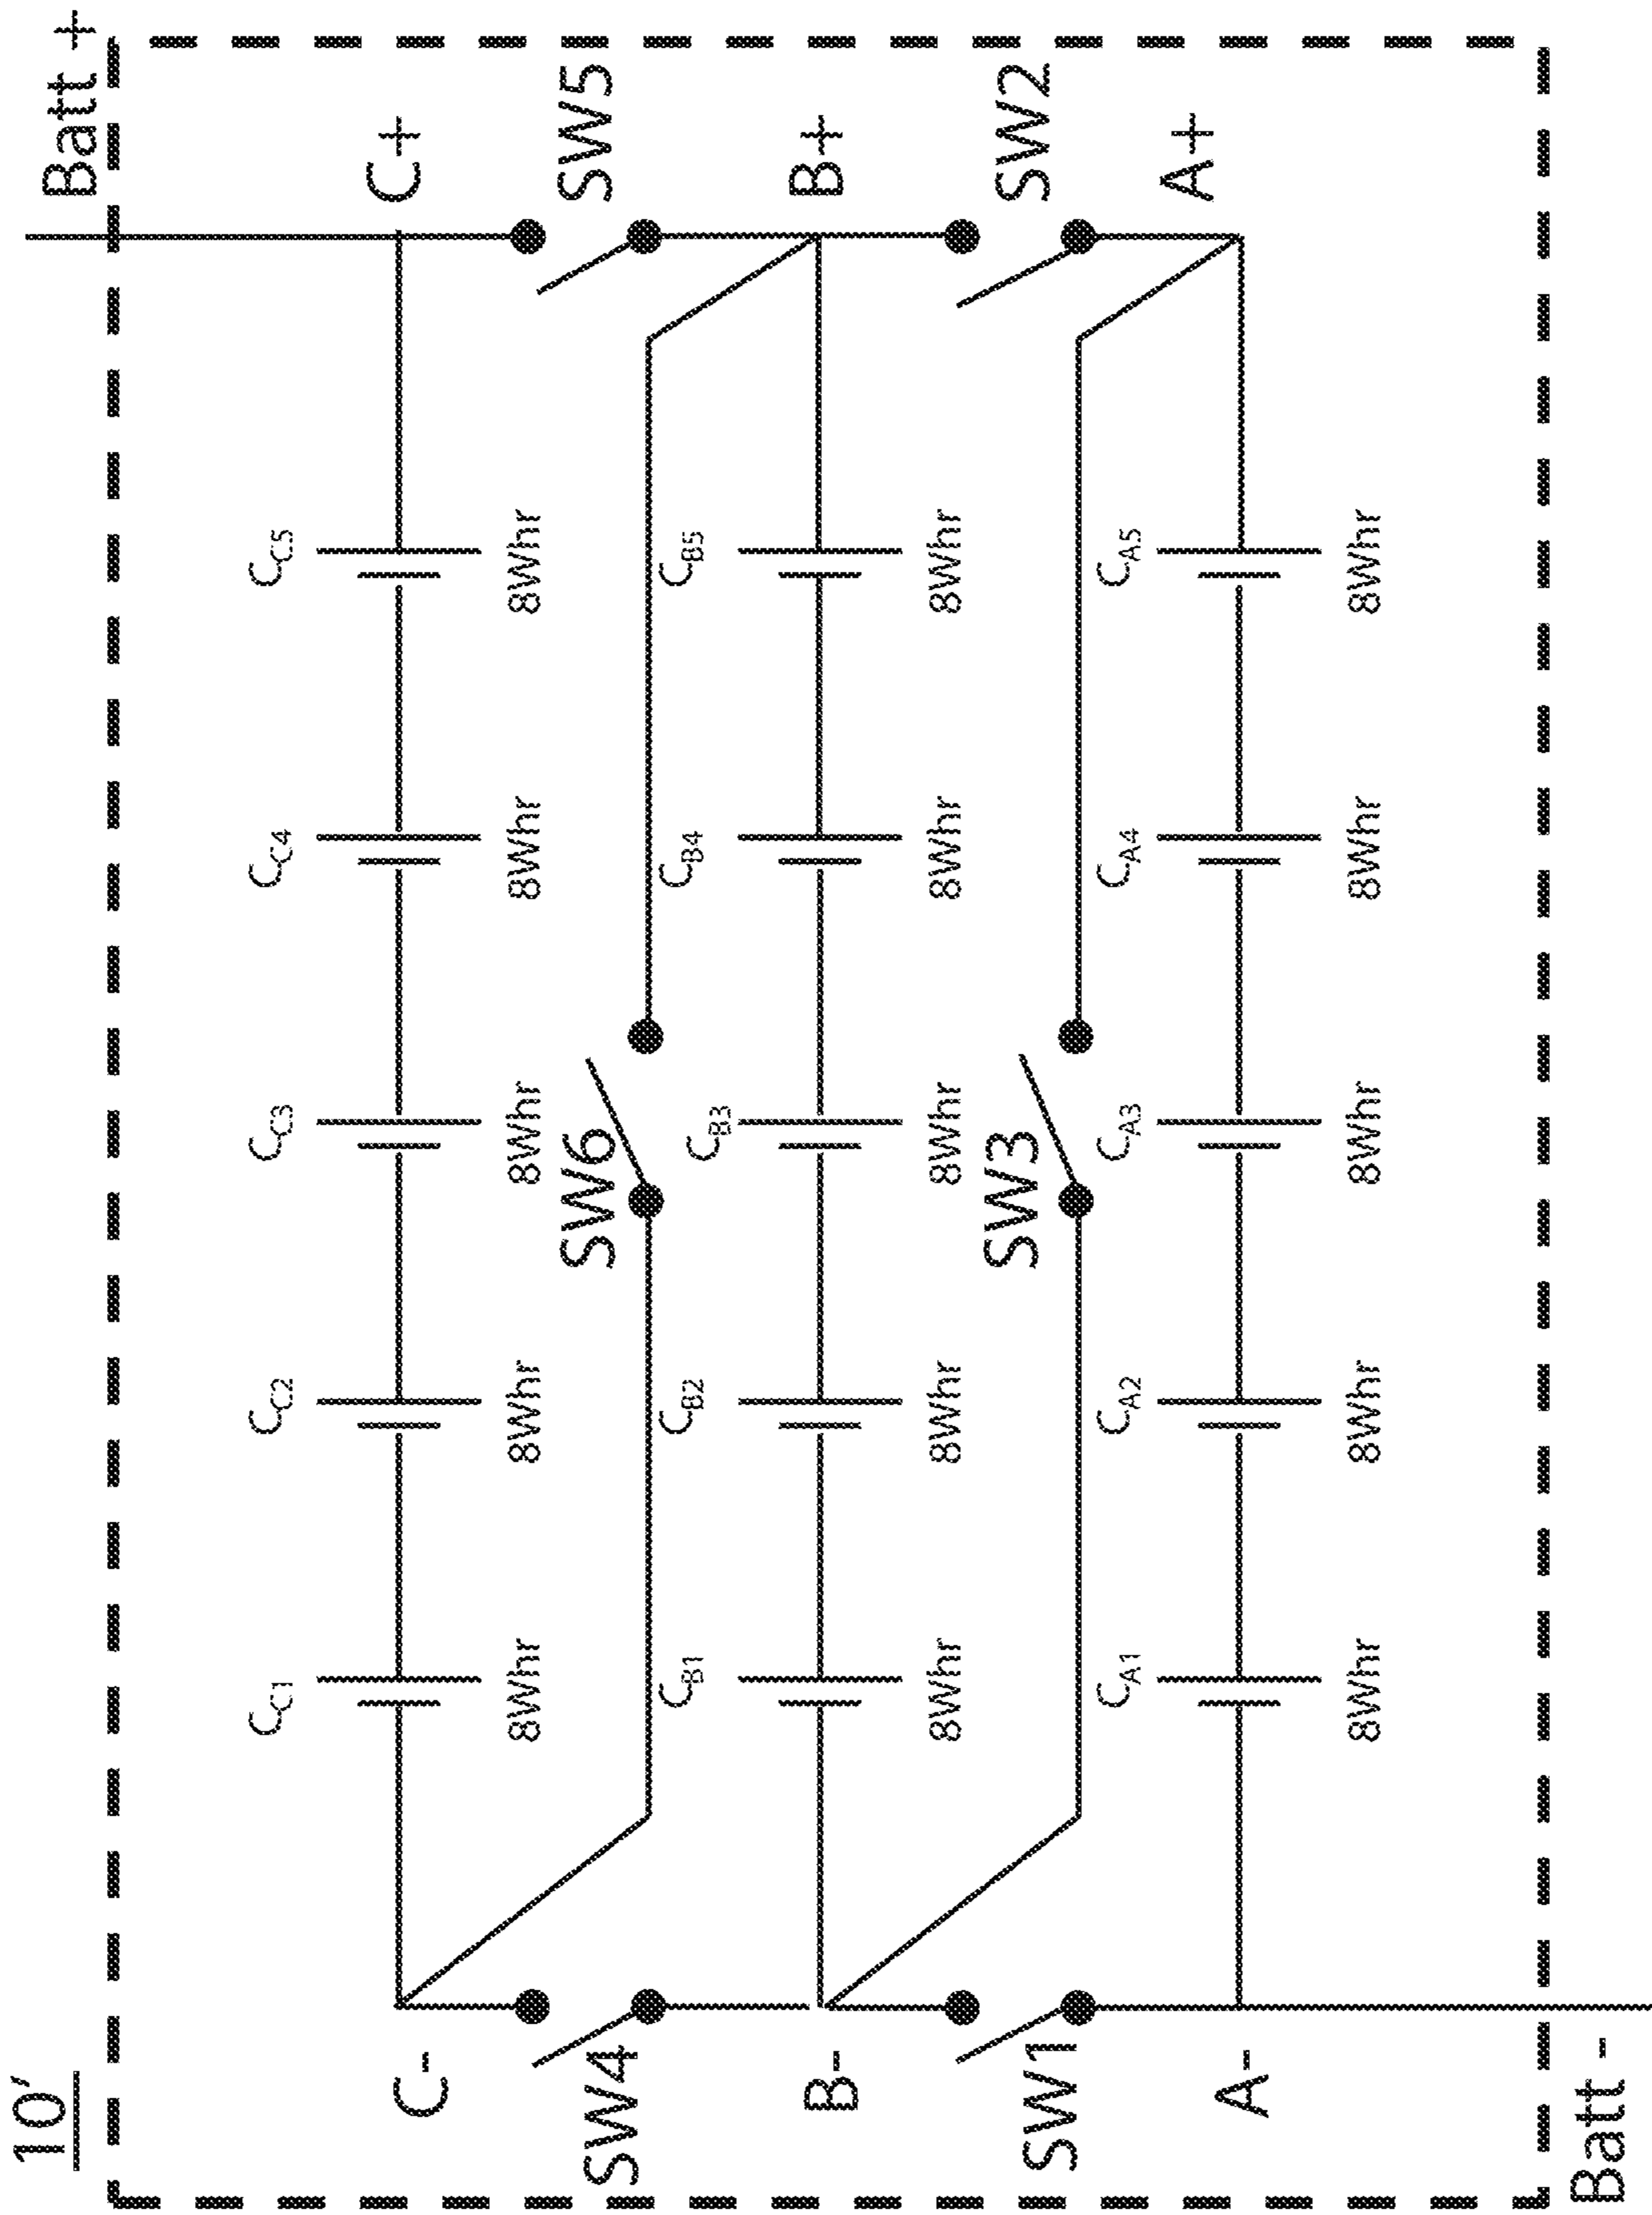 10'
Batt +
C-
C+
C_C1
C_C2
C_C3
C_C4
C_C5
8Whr
8Whr
8Whr
8Whr
8Whr
SW4
SW6
SW5
C_B1
C_B2
C_B3
C_B4
C_B5
B-
B+
8Whr
8Whr
8Whr
8Whr
8Whr
SW1
SW3
SW2
C_A1
C_A2
C_A3
C_A4
C_A5
A-
A+
8Whr
8Whr
8Whr
8Whr
8Whr
Batt -